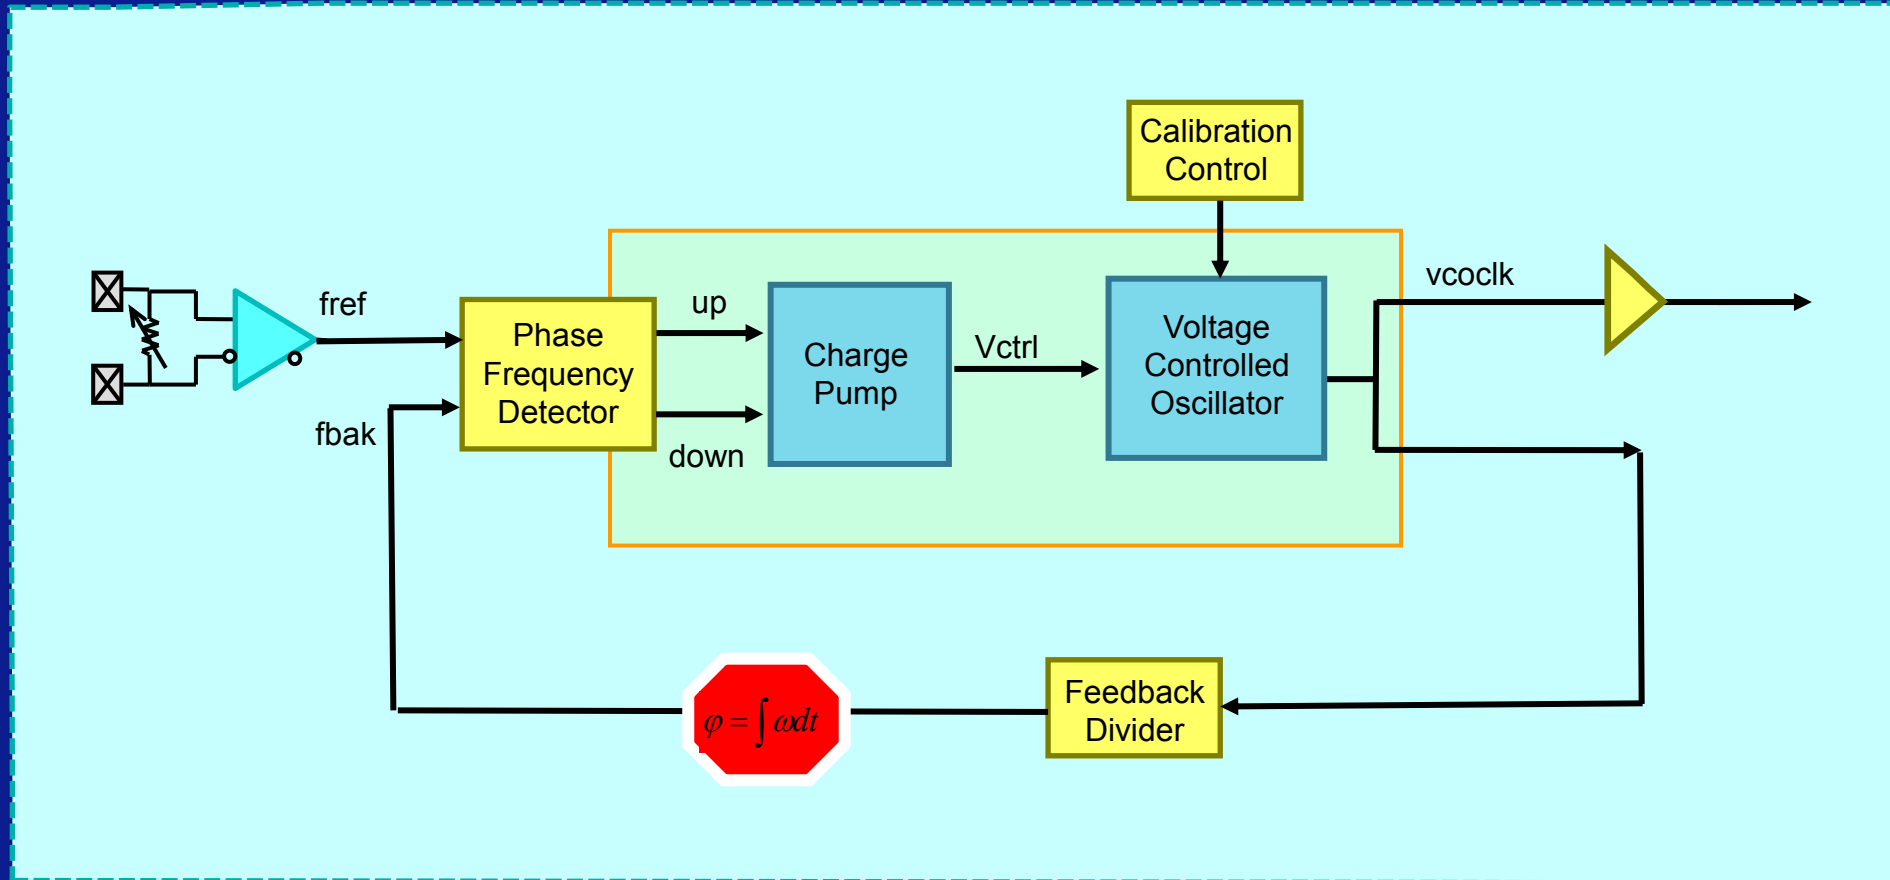 Calibration
Control
fref
up
vcoclk
Phase
Frequency
Detector
Charge
Pump
Vctrl
Voltage
Controlled
Oscillator
fbak
down
φ = ∫ ωdt
Feedback
Divider